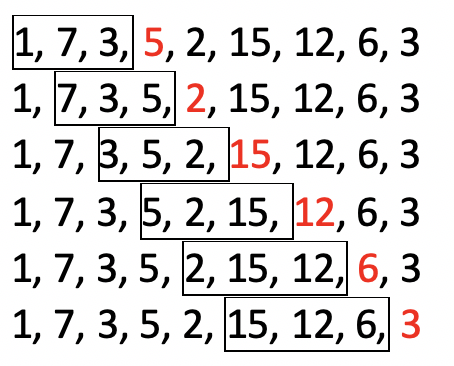 1, 7, 3, 5, 2, 15, 12, 6, 3
1, 7, 3, 5, 2, 15, 12, 6, 3
1, 7, 3, 5, 2, 15, 12, 6, 3
1, 7, 3, 5, 2, 15, 12, 6, 3
1, 7, 3, 5, 2, 15, 12, 6, 3
1, 7, 3, 5, 2, 15, 12, 6, 3